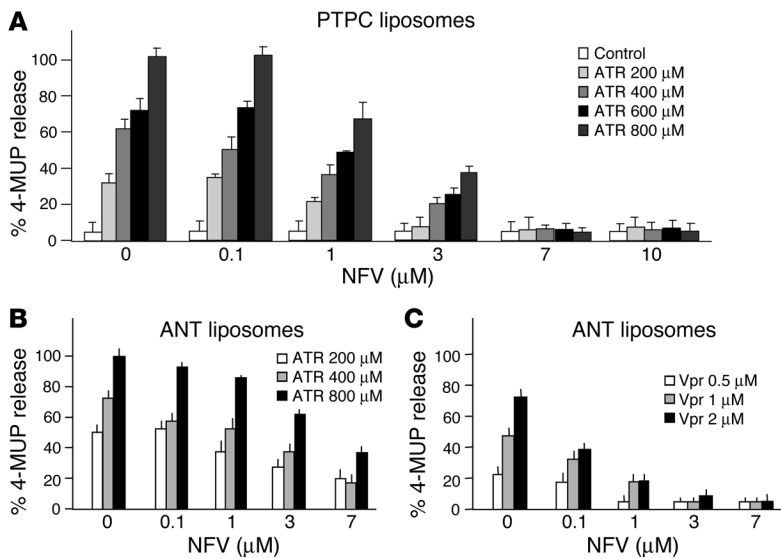 A
PTPC liposomes
% 4-MUP release
100
80
60
40
20
0
Control
ATR 200 µM
ATR 400 µM
ATR 600 µM
ATR 800 µM
0 0.1 1 3 7 10
NFV (µM)
B
ANT liposomes
% 4-MUP release
100
80
60
40
20
0
ATR 200 µM
ATR 400 µM
ATR 800 µM
0 0.1 1 3 7
NFV (µM)
C
ANT liposomes
% 4-MUP release
100
80
60
40
20
0
Vpr 0.5 µM
Vpr 1 µM
Vpr 2 µM
0 0.1 1 3 7
NFV (µM)